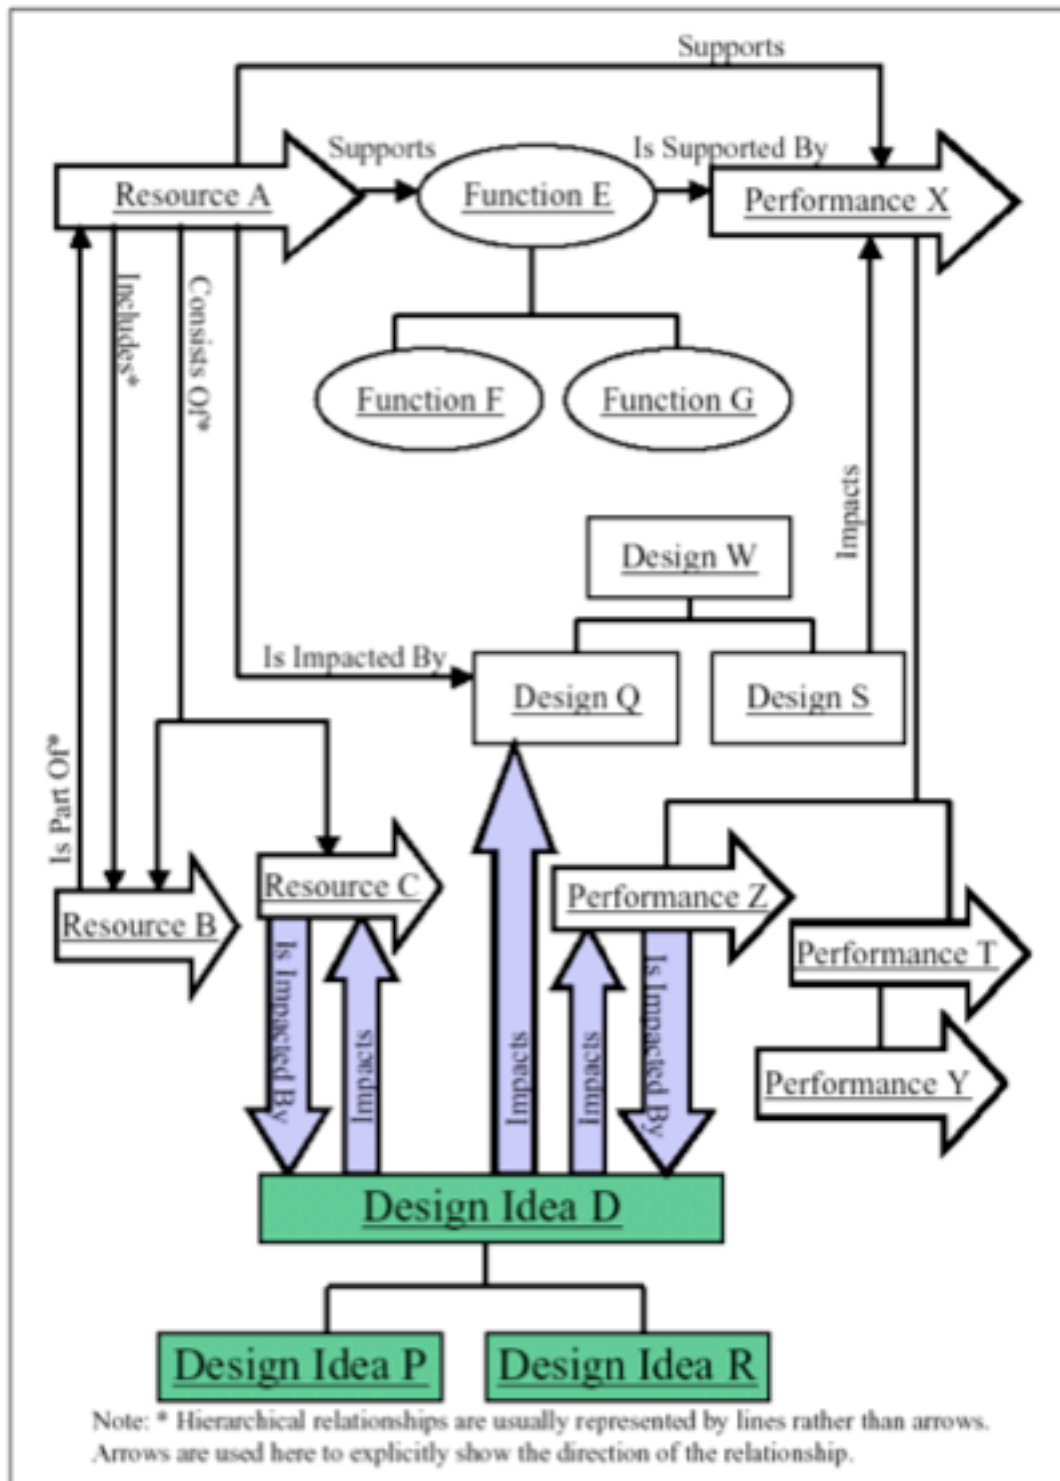 Supports
Supports
Is Supported By
Resource A
Function E
Performance X
Includes*
Consists Of*
Function F
Function G
Impacts
Design W
Is Impacted By
Design Q
Design S
Is Part Of*
Resource C
Performance Z
Resource B
Performance T
Is Impacted By
Impacts
Impacts
Impacts
Is Impacted By
Performance Y
Design Idea D
Design Idea P
Design Idea R
Note: * Hierarchical relationships are usually represented by lines rather than arrows.
Arrows are used here to explicitly show the direction of the relationship.